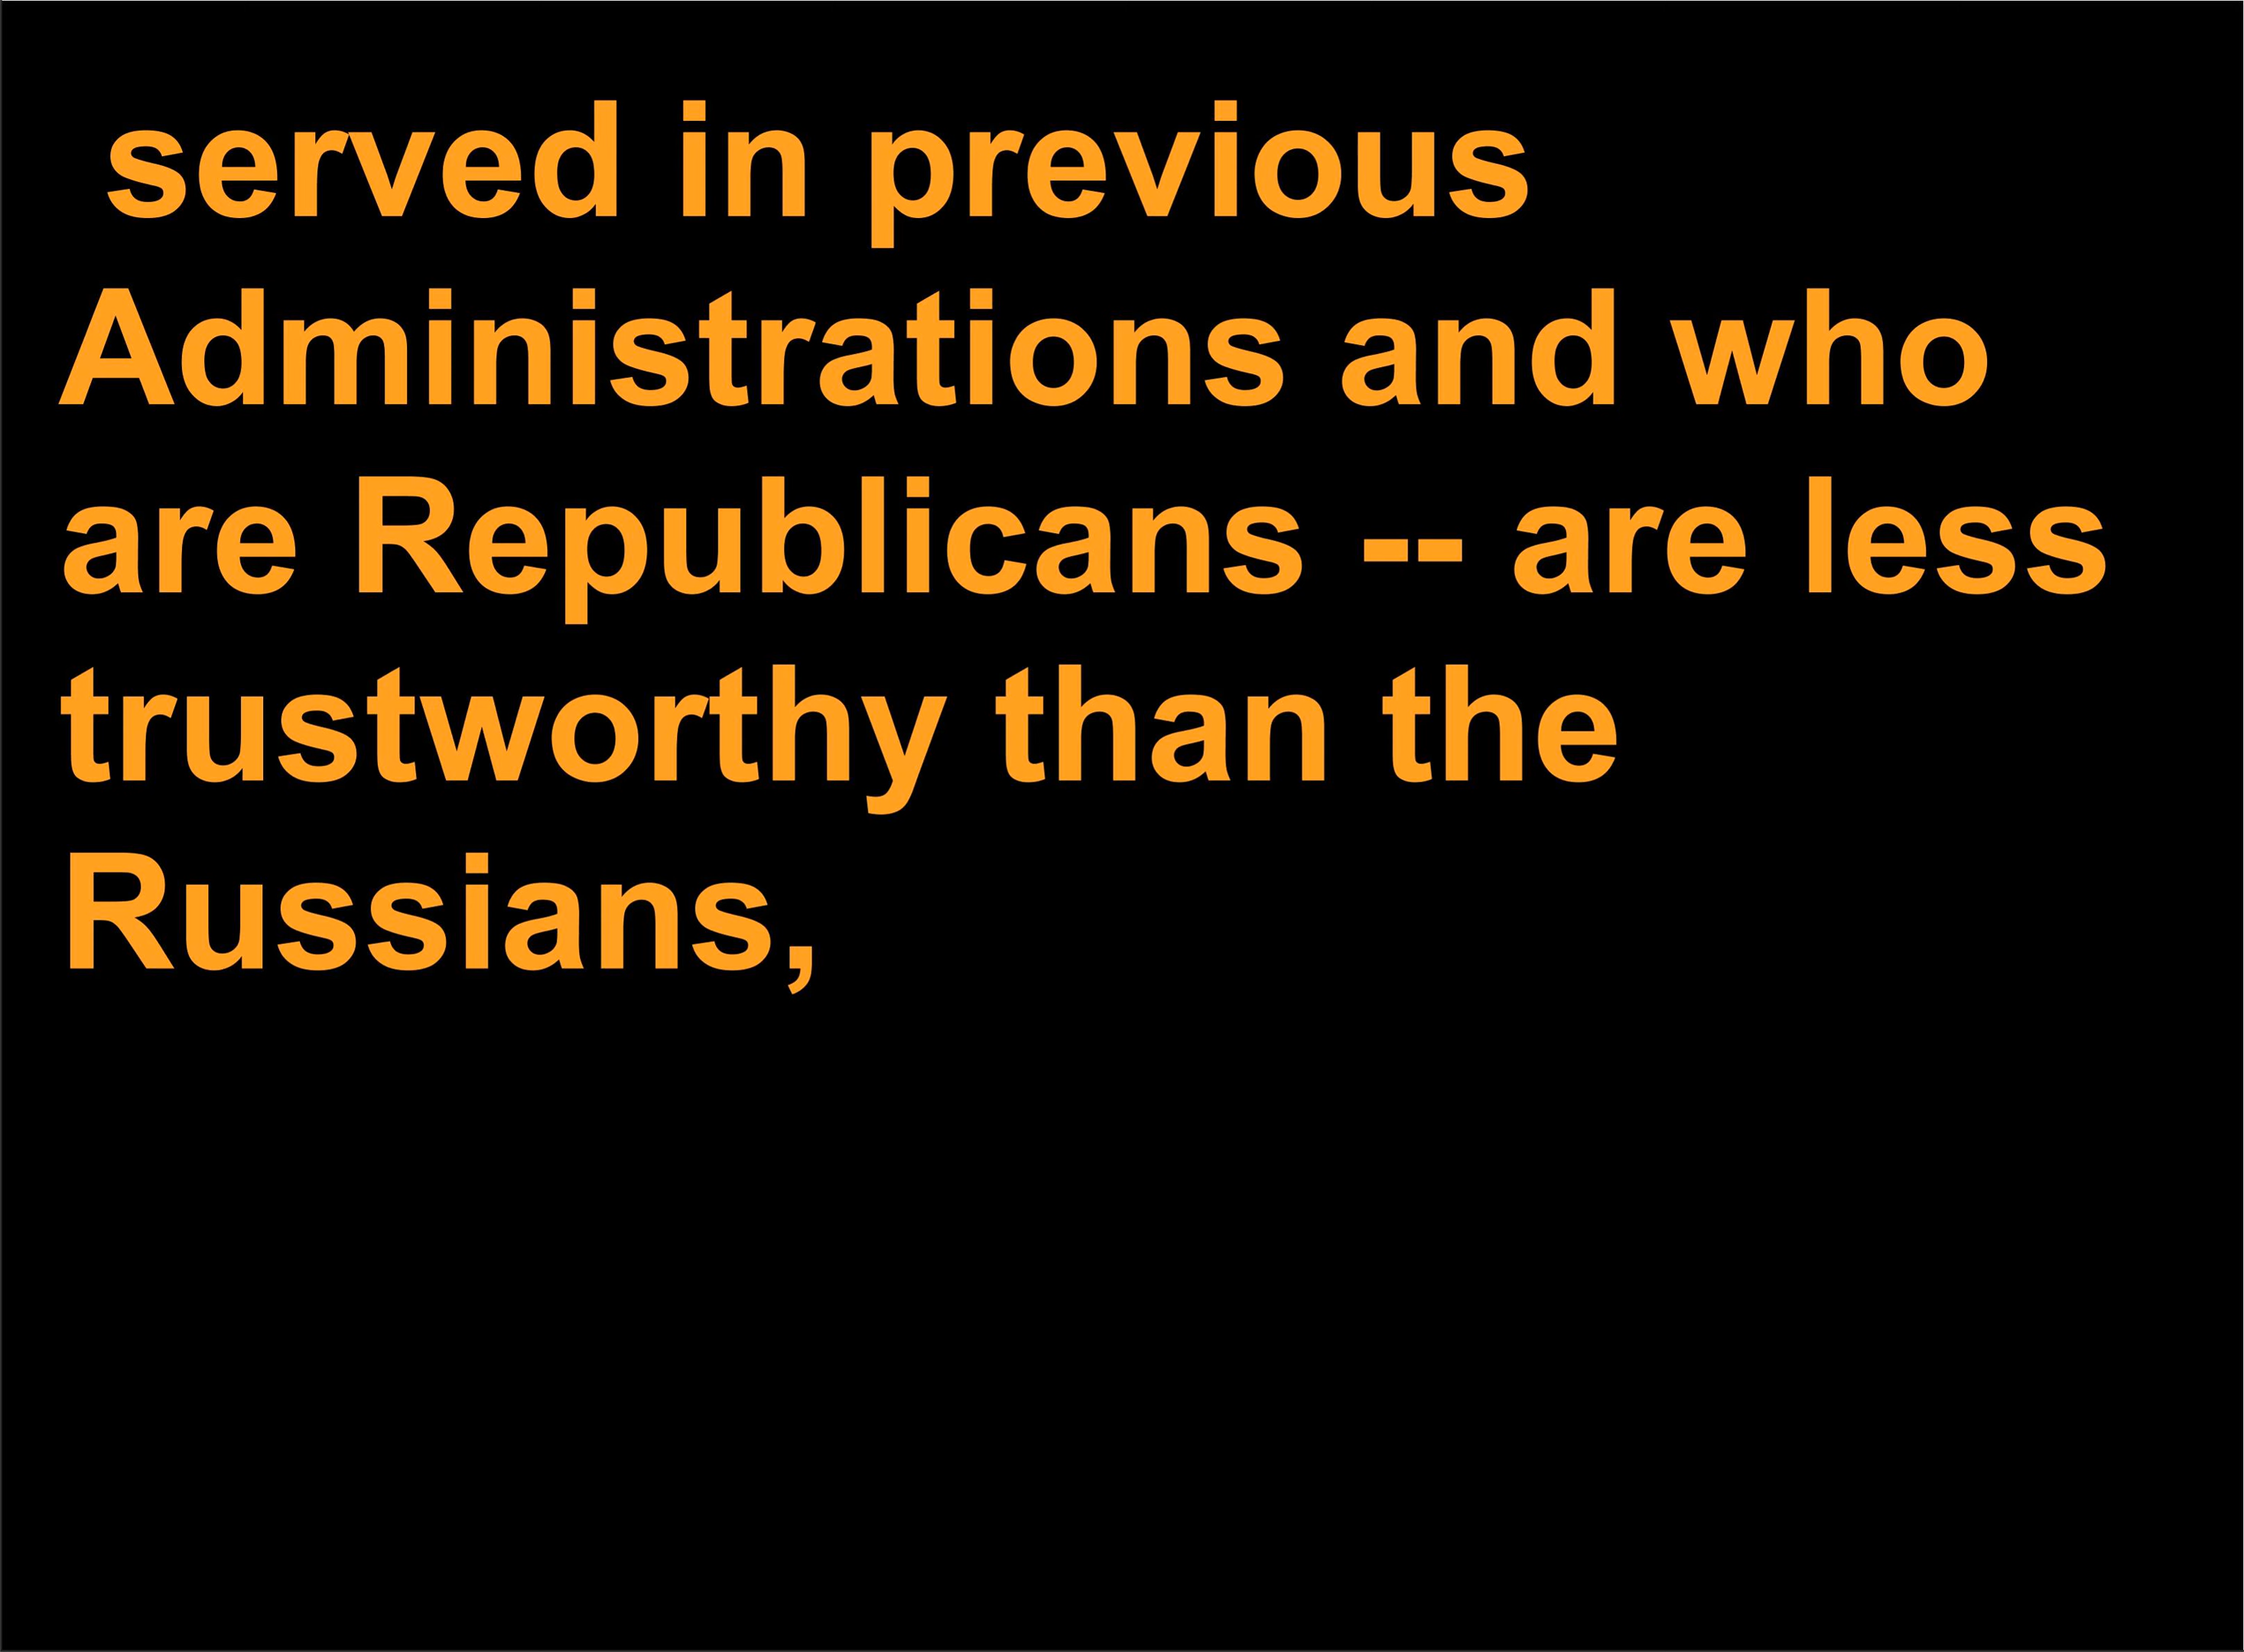 served in previous
Administrations and who
are Republicans -- are less
trustworthy than the
Russians,